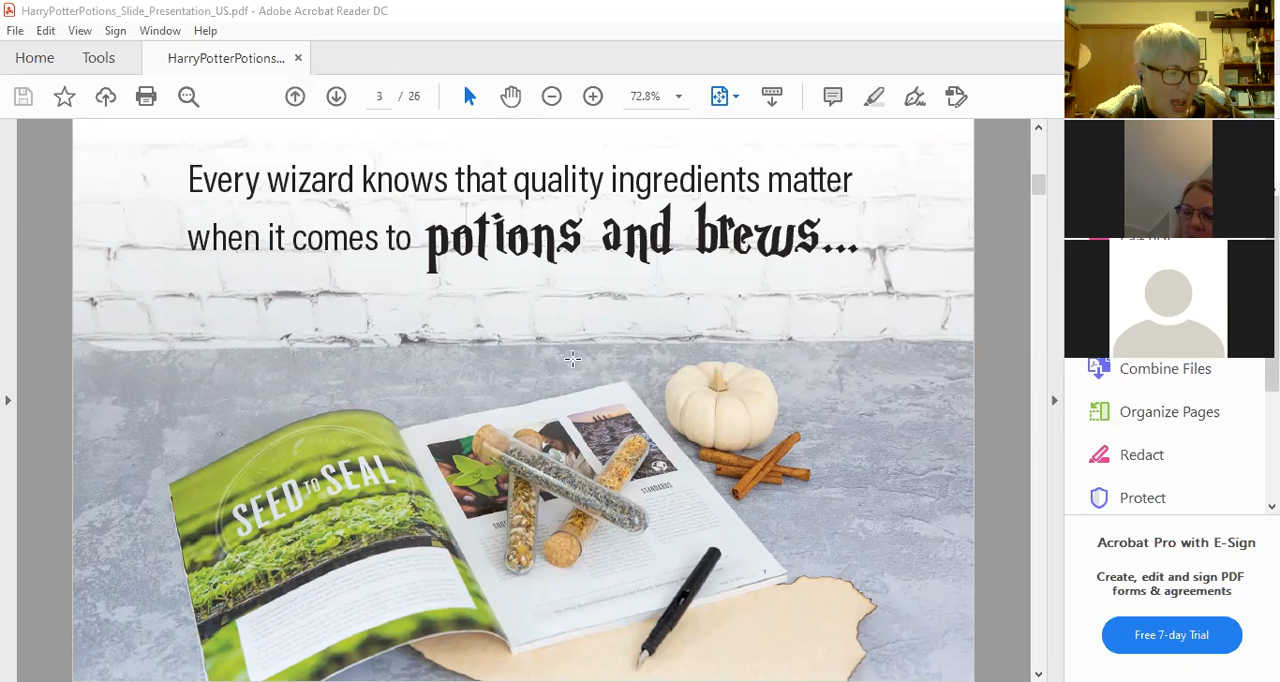 HarryPotterPotions_Slide_Presentation_US.pdf - Adobe Acrobat Reader DC
File Edit View Sign Window Help
Home Tools HarryPotterPotions... ×
3 / 26 72.8%
Every wizard knows that quality ingredients matter
when it comes to potions and brews...
SEED TO SEAL
STANDARDS
7
Combine Files
Organize Pages
Redact
Protect
Acrobat Pro with E-Sign
Create, edit and sign PDF
forms & agreements
Free 7-day Trial